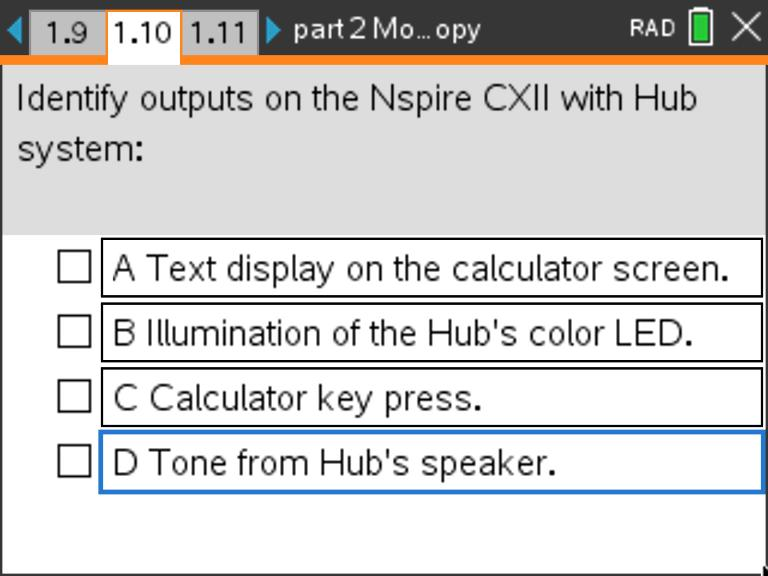 1.9 1.10 1.11 part 2 Mo... opy RAD
Identify outputs on the Nspire CXII with Hub
system:
A Text display on the calculator screen.
B Illumination of the Hub's color LED.
C Calculator key press.
D Tone from Hub's speaker.